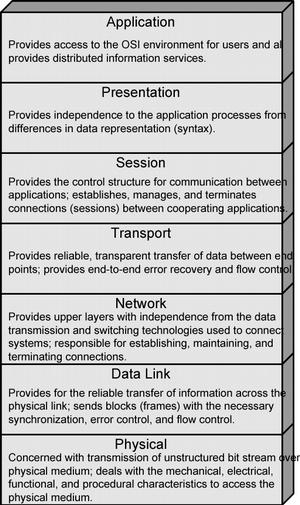 Application
Provides access to the OSI environment for users and al
provides distributed information services.
Presentation
Provides independence to the application processes from
differences in data representation (syntax).
Session
Provides the control structure for communication between
applications; establishes, manages, and terminates
connections (sessions) between cooperating applications.
Transport
Provides reliable, transparent transfer of data between end
points; provides end-to-end error recovery and flow control
Network
Provides upper layers with independence from the data
transmission and switching technologies used to connect
systems; responsible for establishing, maintaining, and
terminating connections.
Data Link
Provides for the reliable transfer of information across the
physical link; sends blocks (frames) with the necessary
synchronization, error control, and flow control.
Physical
Concerned with transmission of unstructured bit stream over
physical medium; deals with the mechanical, electrical,
functional, and procedural characteristics to access the
physical medium.